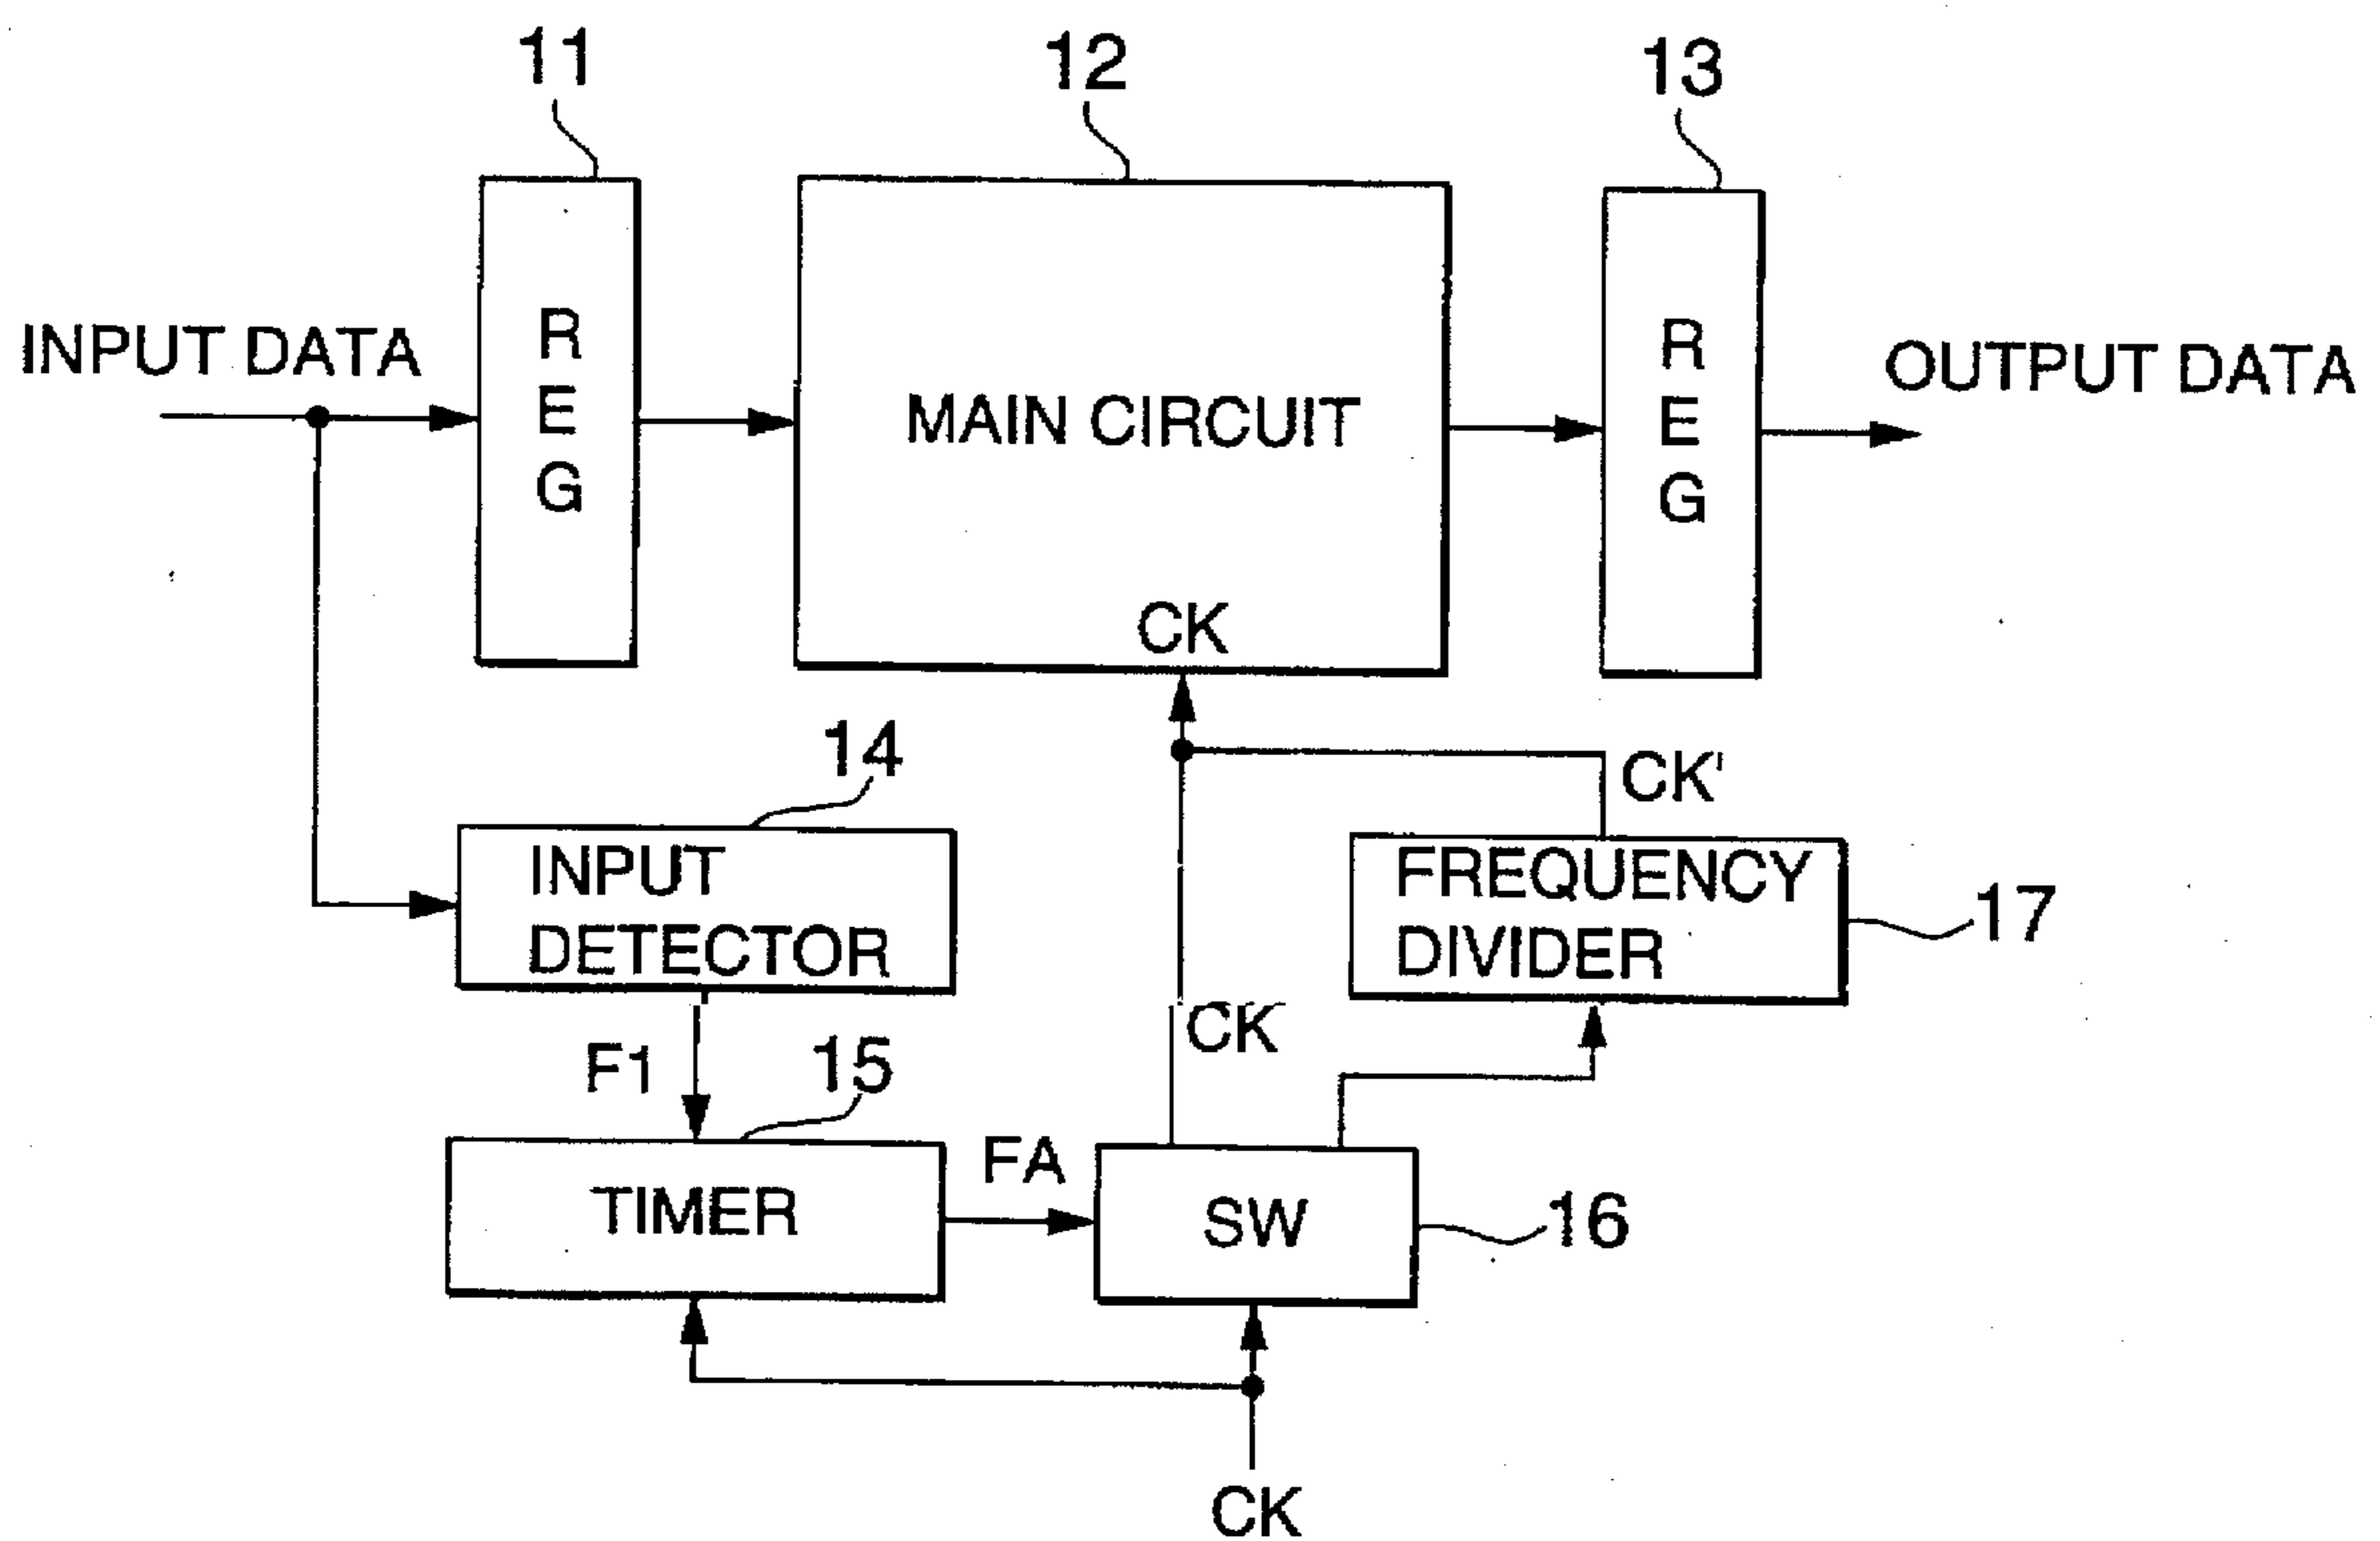 11
12
13
INPUT DATA
R
E
G
MAIN CIRCUIT
CK
R
E
G
OUTPUT DATA
14
INPUT
DETECTOR
CK'
FREQUENCY
DIVIDER
17
F1
15
CK
TIMER
FA
SW
16
CK